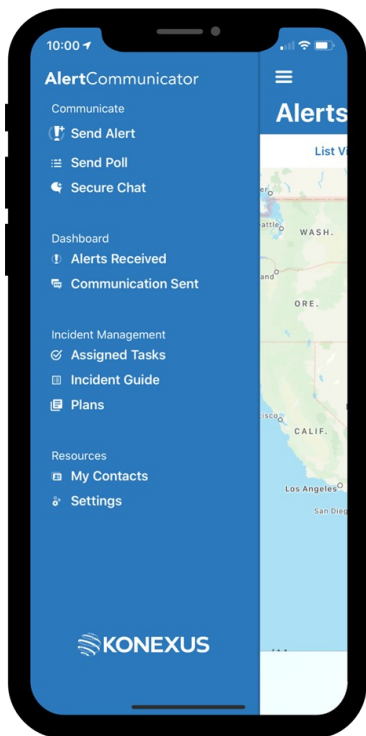 10:00
AlertCommunicator
Communicate
Send Alert
Send Poll
Secure Chat
Dashboard
Alerts Received
Communication Sent
Incident Management
Assigned Tasks
Incident Guide
Plans
Resources
My Contacts
Settings
KONEXUS
Alerts
List Vi
WASH.
ORE.
CALIF.
Los Angeles
San Dieg